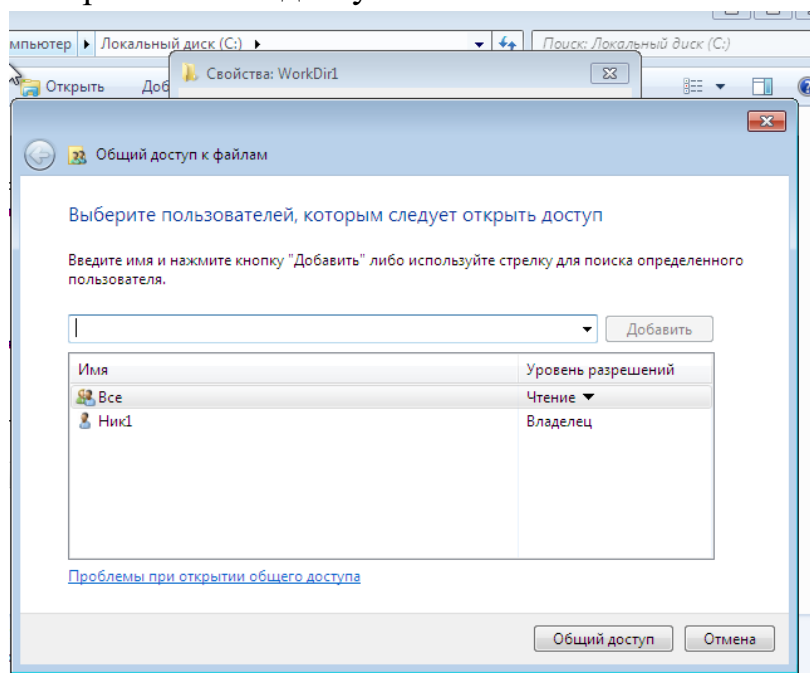 мпьютер ▸ Локальный диск (C:) ▸ Поиск: Локальный диск (C:)
Открыть Доб
Свойства: WorkDir1
Общий доступ к файлам
Выберите пользователей, которым следует открыть доступ
Введите имя и нажмите кнопку "Добавить" либо используйте стрелку для поиска определенного
пользователя.
Добавить
Имя Уровень разрешений
Все Чтение ▼
Ник1 Владелец
Проблемы при открытии общего доступа
Общий доступ Отмена